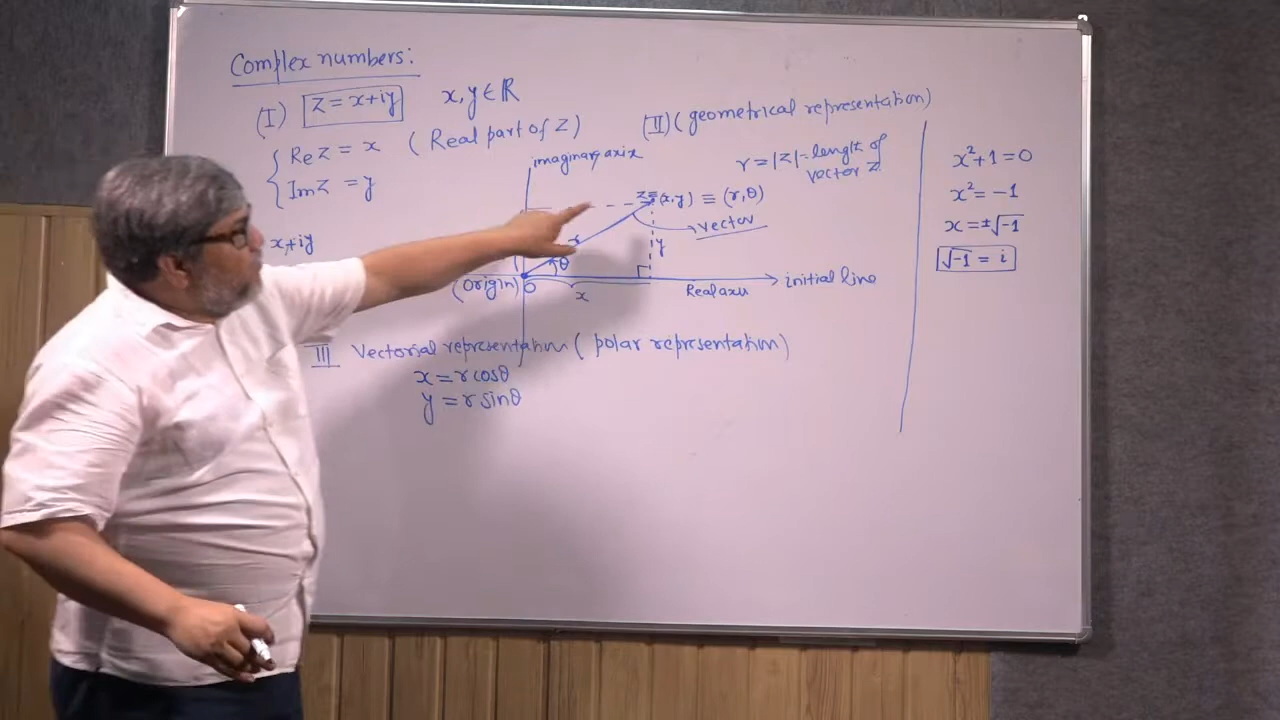 Complex numbers:
(I) z = x+iy x, y ∈ ℝ
Re z = x (Real part of z)
Im z = y
x+iy
(II) (geometrical representation)
imaginary axix
r = |z| = length of
vector z
z ≡ (x,y) ≡ (r,θ)
vector
r
θ
y
(origin) O
x
Real axis
initial line
III Vectorial representation ( polar representation)
x = r cosθ
y = r sinθ
x²+1=0
x² = -1
x = ±√-1
√-1 = i